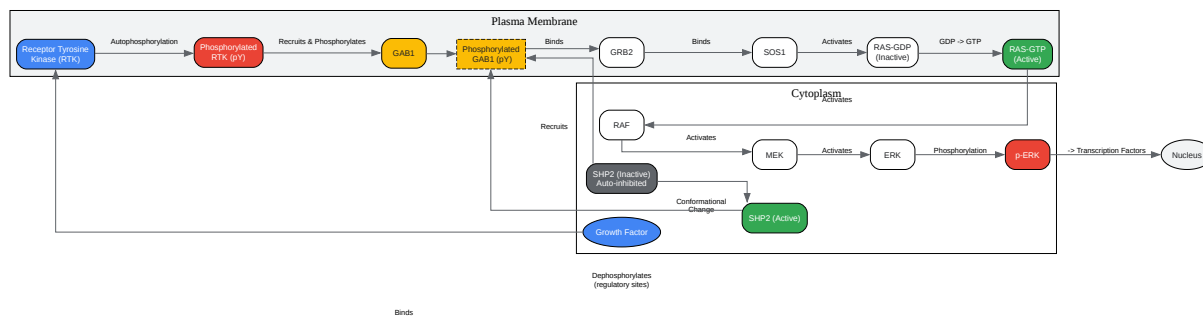 Plasma Membrane
Receptor Tyrosine
Kinase (RTK)
Autophosphorylation
Phosphorylated
RTK (pY)
Recruits & Phosphorylates
GAB1
Phosphorylated
GAB1 (pY)
Binds
GRB2
Binds
SOS1
Activates
RAS-GDP
(Inactive)
GDP -> GTP
RAS-GTP
(Active)
Cytoplasm
Activates
RAF
Recruits
Activates
MEK
Activates
ERK
Phosphorylation
p-ERK
-> Transcription Factors
Nucleus
SHP2 (Inactive)
Auto-inhibited
Conformational
Change
SHP2 (Active)
Growth Factor
Dephosphorylates
(regulatory sites)
Binds